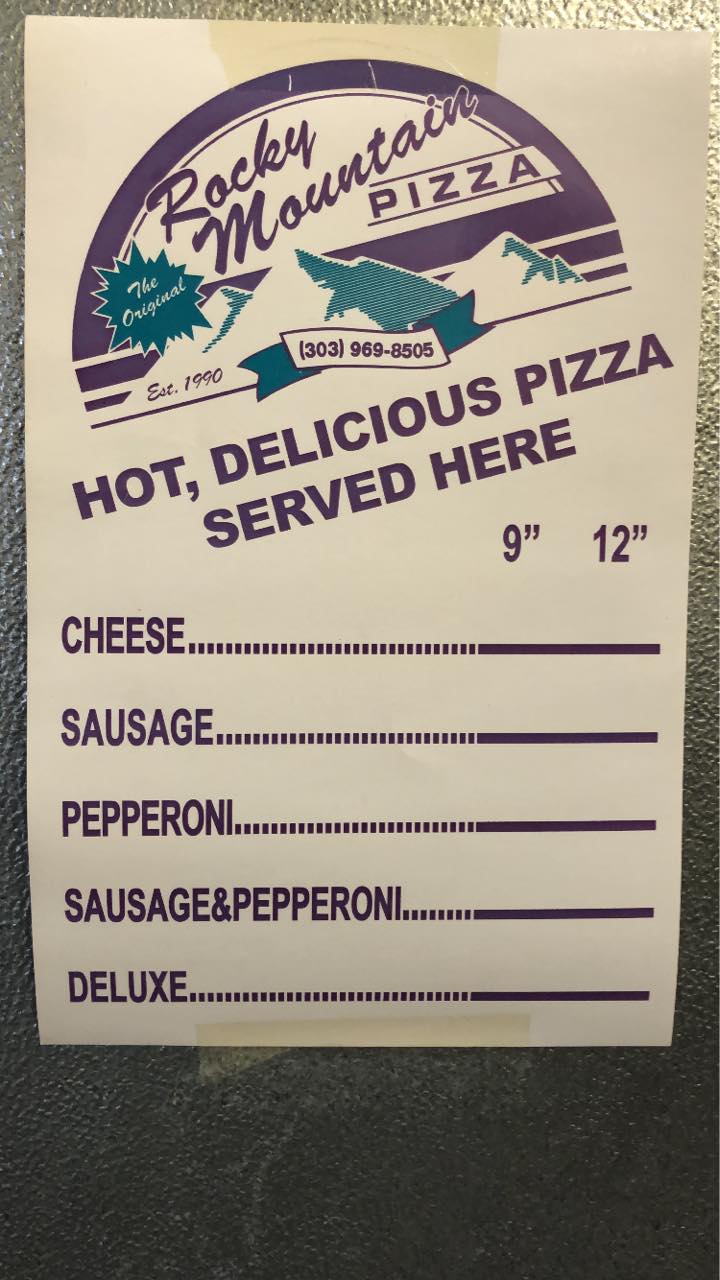 Rocky
Mountain
PIZZA
The
Original
(303) 969-8505
Est. 1990
HOT, DELICIOUS PIZZA
SERVED HERE
9” 12”
CHEESE
SAUSAGE
PEPPERONI
SAUSAGE&PEPPERONI
DELUXE